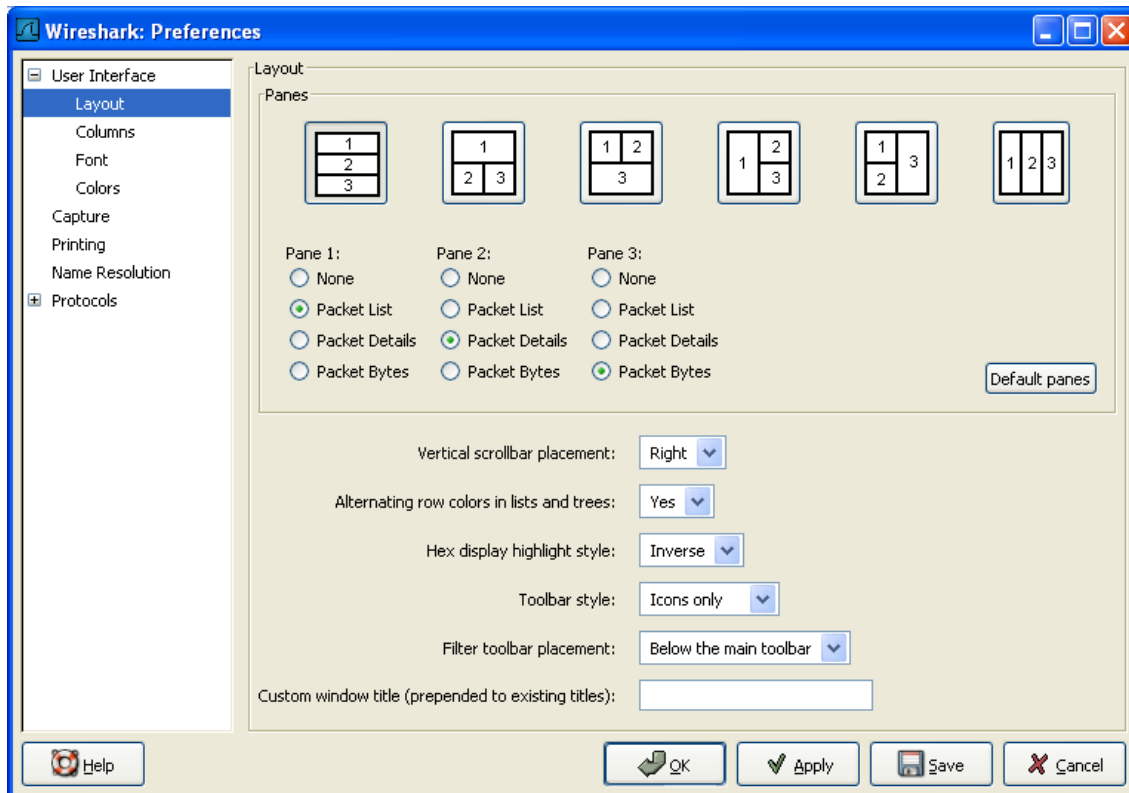 Wireshark: Preferences
User Interface
Layout
Columns
Font
Colors
Capture
Printing
Name Resolution
Protocols
Layout
Panes
1
2
3
1
2 3
1 2
3
1 2
3
1 3
2
1 2 3
Pane 1:
None
Packet List
Packet Details
Packet Bytes
Pane 2:
None
Packet List
Packet Details
Packet Bytes
Pane 3:
None
Packet List
Packet Details
Packet Bytes
Default panes
Vertical scrollbar placement: Right
Alternating row colors in lists and trees: Yes
Hex display highlight style: Inverse
Toolbar style: Icons only
Filter toolbar placement: Below the main toolbar
Custom window title (prepended to existing titles):
Help
OK
Apply
Save
Cancel